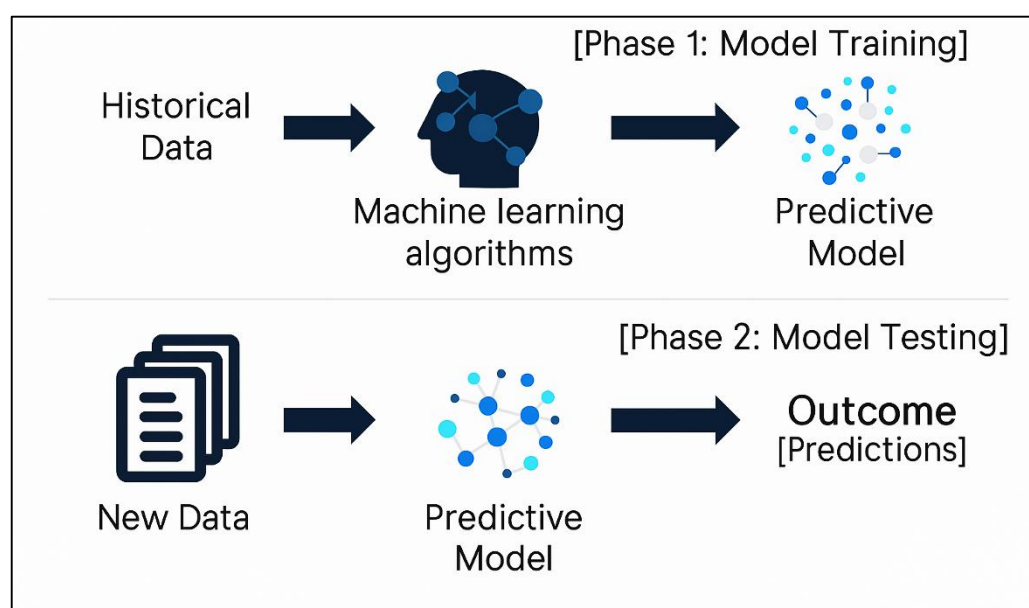 [Phase 1: Model Training]
Historical
Data
Machine learning
algorithms
Predictive
Model
[Phase 2: Model Testing]
New Data
Predictive
Model
Outcome
[Predictions]